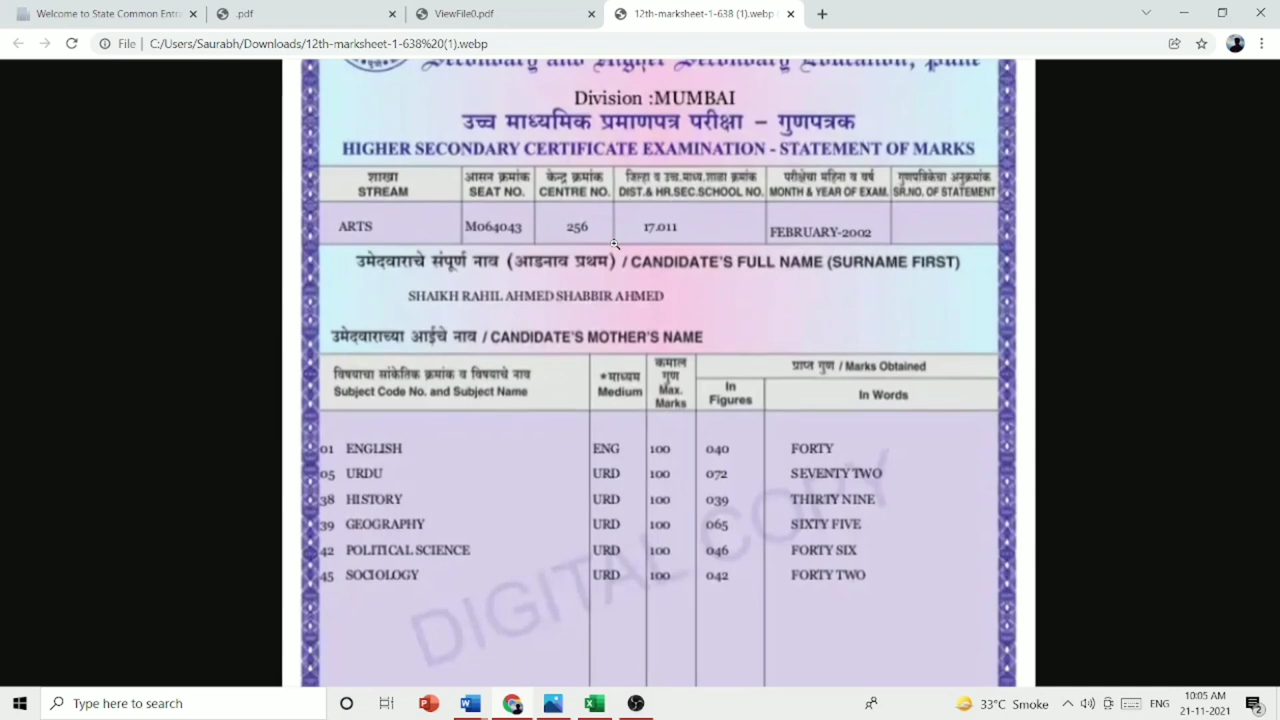 Welcome to State Common Entr
.pdf
ViewFile0.pdf
12th-marksheet-1-638 (1).webp (
File | C:/Users/Saurabh/Downloads/12th-marksheet-1-638%20(1).webp
Secondary and Higher Secondary Education, Pune
Division :MUMBAI
उच्च माध्यमिक प्रमाणपत्र परीक्षा – गुणपत्रक
HIGHER SECONDARY CERTIFICATE EXAMINATION - STATEMENT OF MARKS
शाखा आसन क्रमांक केन्द्र क्रमांक जिल्हा व उच्च.माध्य.शाळा क्रमांक परीक्षेचा महिना व वर्ष गुणपत्रिकेचा अनुक्रमांक
STREAM SEAT NO. CENTRE NO. DIST.& HR.SEC.SCHOOL NO. MONTH & YEAR OF EXAM. SR.NO. OF STATEMENT
ARTS M064043 256 17.011 FEBRUARY-2002
उमेदवाराचे संपूर्ण नाव (आडनाव प्रथम) / CANDIDATE'S FULL NAME (SURNAME FIRST)
SHAIKH RAHIL AHMED SHABBIR AHMED
उमेदवाराच्या आईचे नाव / CANDIDATE'S MOTHER'S NAME
विषयाचा सांकेतिक क्रमांक व विषयाचे नाव *माध्यम कमाल गुण प्राप्त गुण / Marks Obtained
Subject Code No. and Subject Name Medium Max. Marks In Figures In Words
01 ENGLISH ENG 100 040 FORTY
05 URDU URD 100 072 SEVENTY TWO
38 HISTORY URD 100 039 THIRTY NINE
39 GEOGRAPHY URD 100 065 SIXTY FIVE
42 POLITICAL SCIENCE URD 100 046 FORTY SIX
45 SOCIOLOGY URD 100 042 FORTY TWO
DIGITAL COPY
Type here to search
33°C Smoke
ENG
10:05 AM
21-11-2021
2